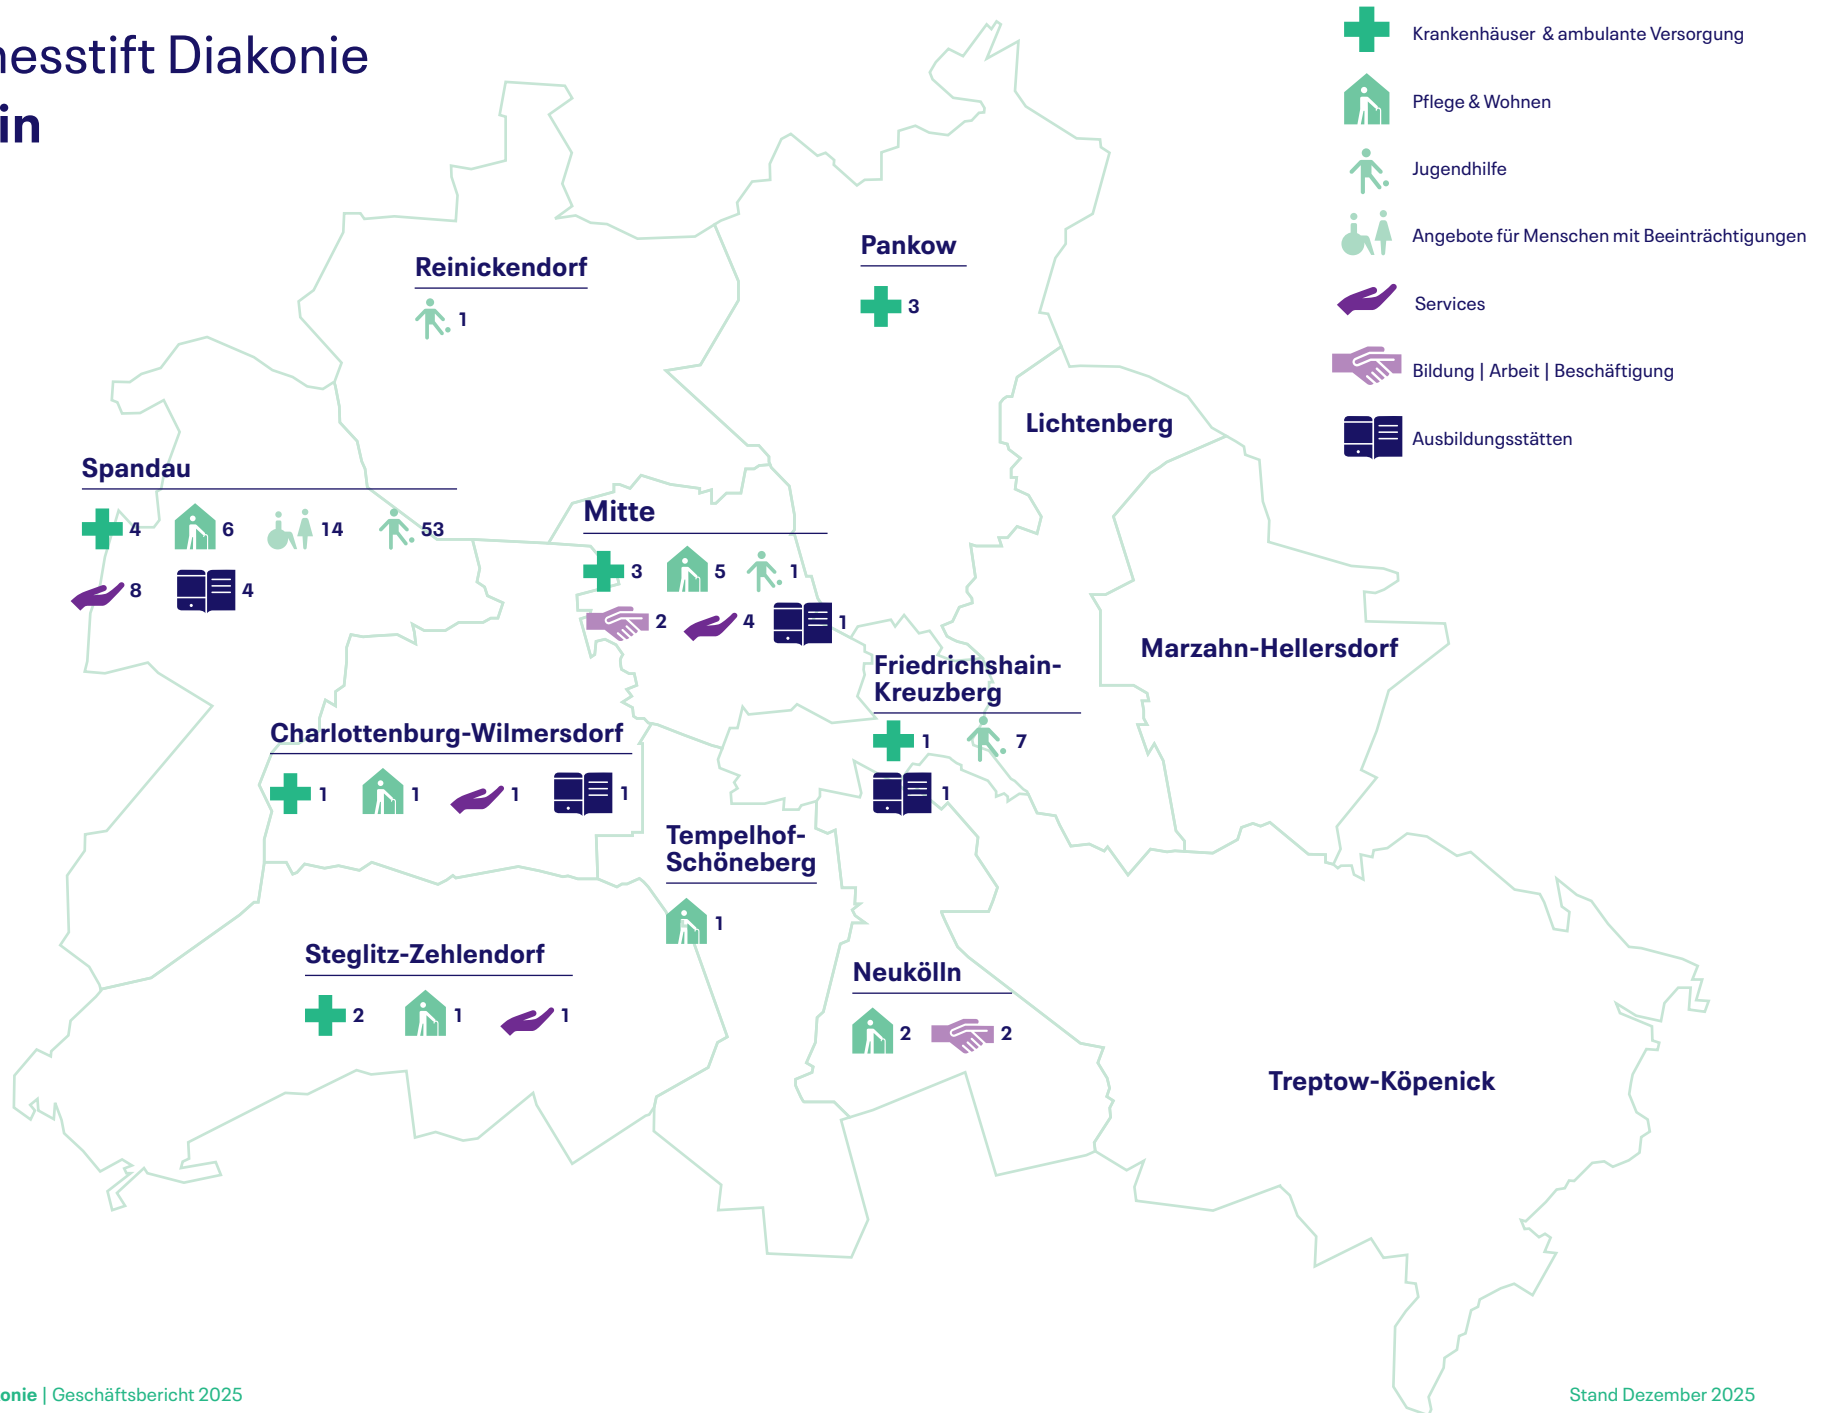 nesstift Diakonie
in
Krankenhäuser & ambulante Versorgung
Pflege & Wohnen
Jugendhilfe
Angebote für Menschen mit Beeinträchtigungen
Services
Bildung | Arbeit | Beschäftigung
Ausbildungsstätten
Reinickendorf
1
Pankow
3
Lichtenberg
Spandau
4 6 14 53
8 4
Mitte
3 5 1
2 4 1
Marzahn-Hellersdorf
Friedrichshain-
Kreuzberg
1 7
1
Charlottenburg-Wilmersdorf
1 1 1 1
Tempelhof-
Schöneberg
1
Steglitz-Zehlendorf
2 1 1
Neukölln
2 2
Treptow-Köpenick
onie | Geschäftsbericht 2025
Stand Dezember 2025